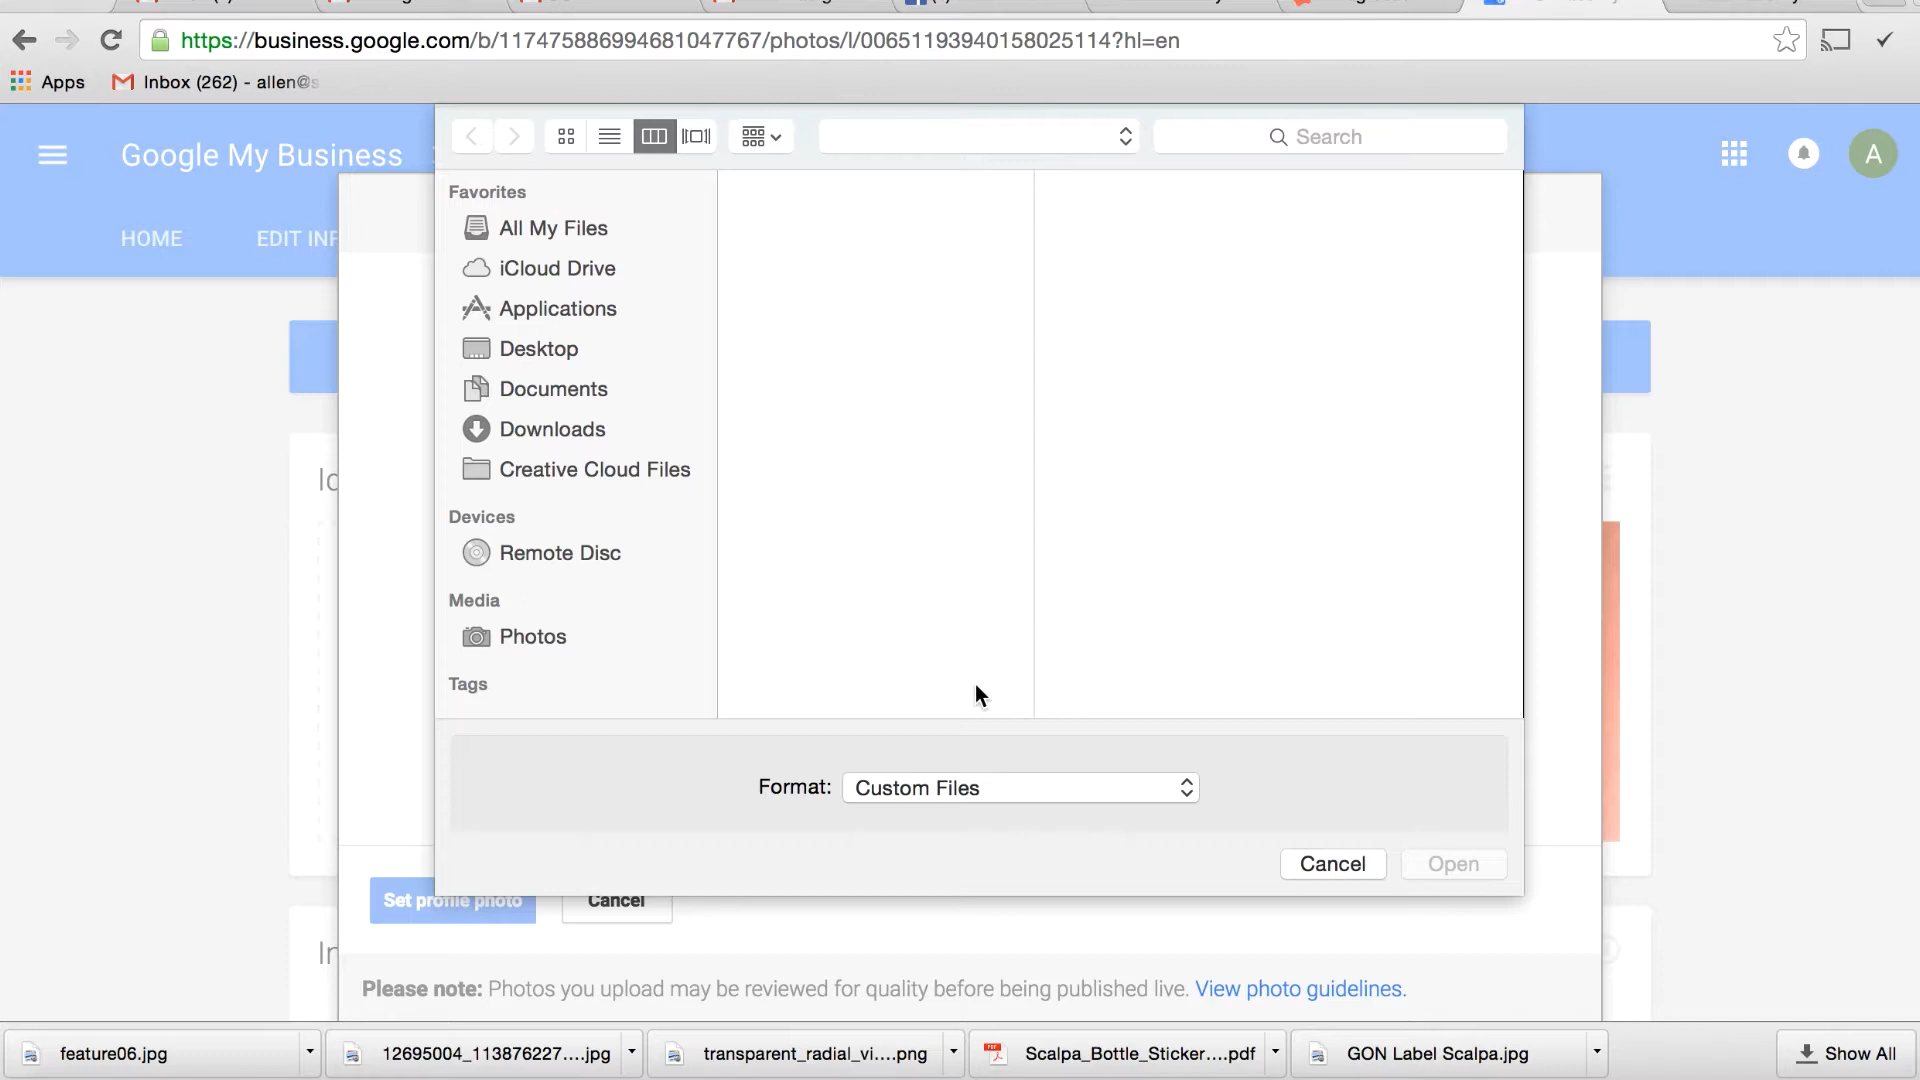 https://business.google.com/b/117475886994681047767/photos/l/00651193940158025114?hl=en
Apps
Inbox (262) - allen@s
Google My Business
Search
A
HOME
EDIT INF
Favorites
All My Files
iCloud Drive
Applications
Desktop
Documents
Downloads
Creative Cloud Files
Devices
Remote Disc
Media
Photos
Tags
Format: Custom Files
Cancel
Open
Set profile photo
Cancel
Please note: Photos you upload may be reviewed for quality before being published live. View photo guidelines.
feature06.jpg
12695004_113876227....jpg
transparent_radial_vi....png
Scalpa_Bottle_Sticker....pdf
GON Label Scalpa.jpg
Show All